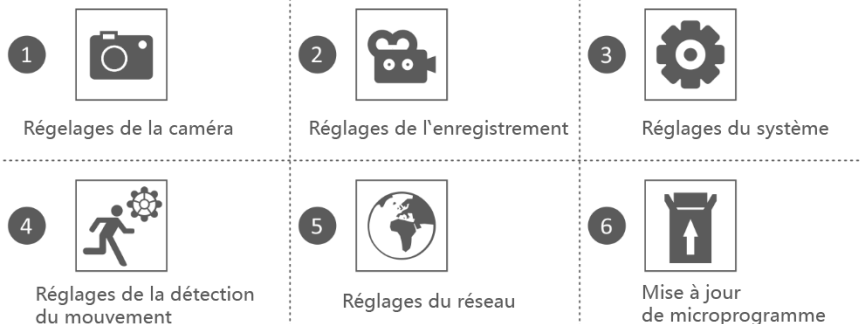 1
Régelages de la caméra
2
Réglages de l‵enregistrement
3
Réglages du système
4
Réglages de la détection
du mouvement
5
Réglages du réseau
6
Mise à jour
de microprogramme